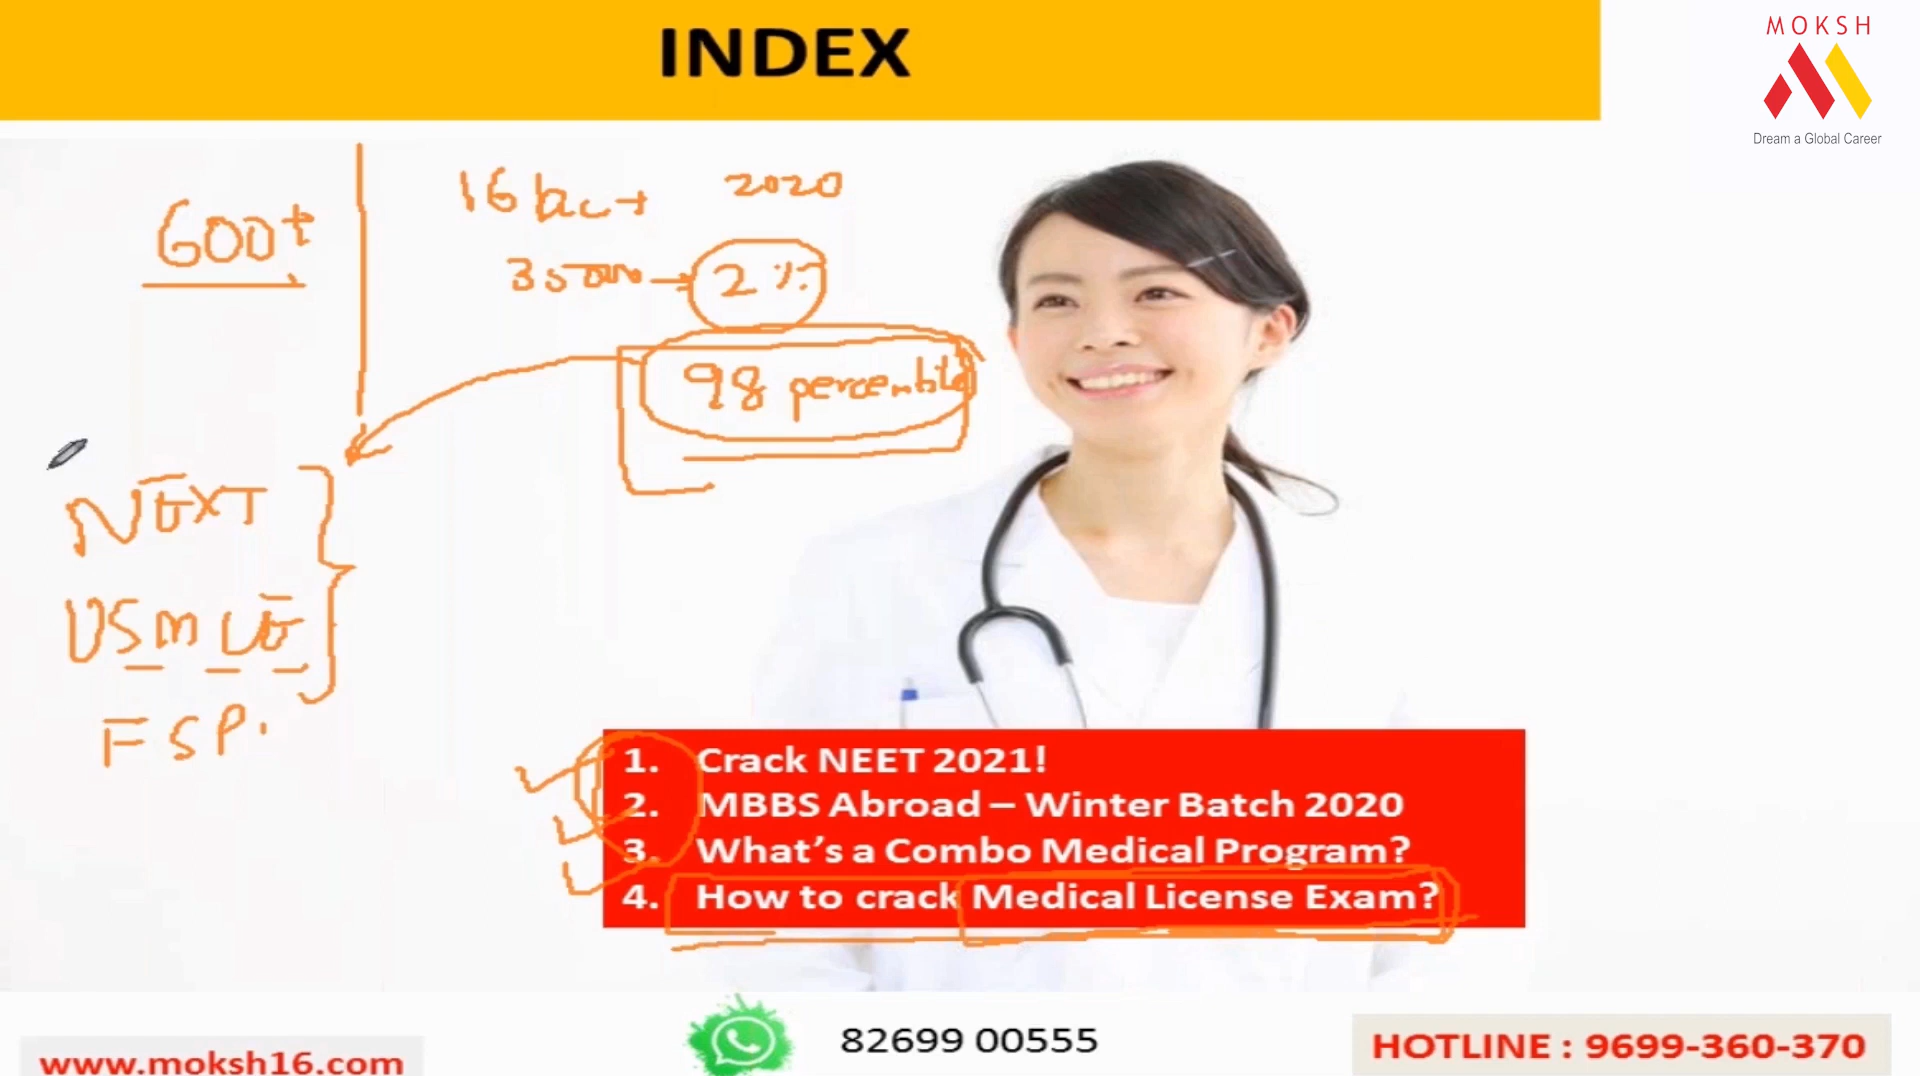 INDEX
MOKSH
Dream a Global Career
600+
16 lac+ 2020
35000 → 2%
98 percentile
NEXT
USMLE
FSP.
1. Crack NEET 2021!
2. MBBS Abroad – Winter Batch 2020
3. What's a Combo Medical Program?
4. How to crack Medical License Exam?
www.moksh16.com
82699 00555
HOTLINE : 9699-360-370